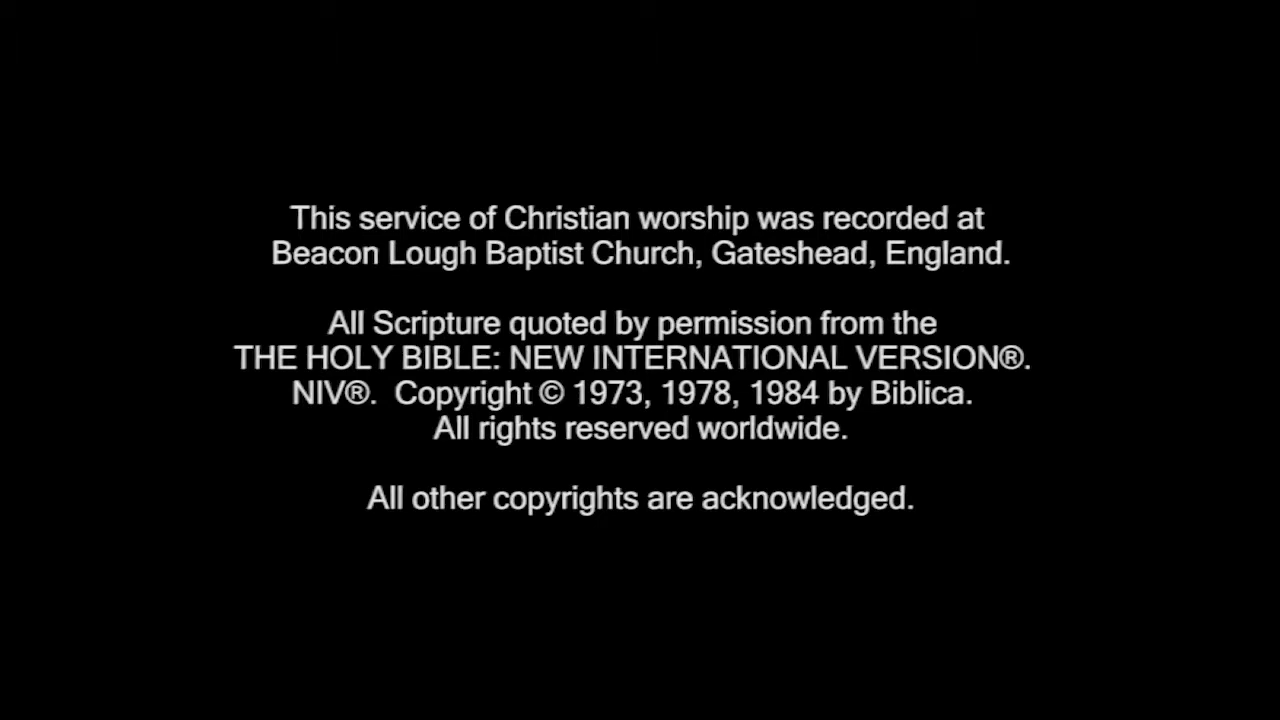 This service of Christian worship was recorded at
Beacon Lough Baptist Church, Gateshead, England.
All Scripture quoted by permission from the
THE HOLY BIBLE: NEW INTERNATIONAL VERSION®.
NIV®.  Copyright © 1973, 1978, 1984 by Biblica.
All rights reserved worldwide.
All other copyrights are acknowledged.